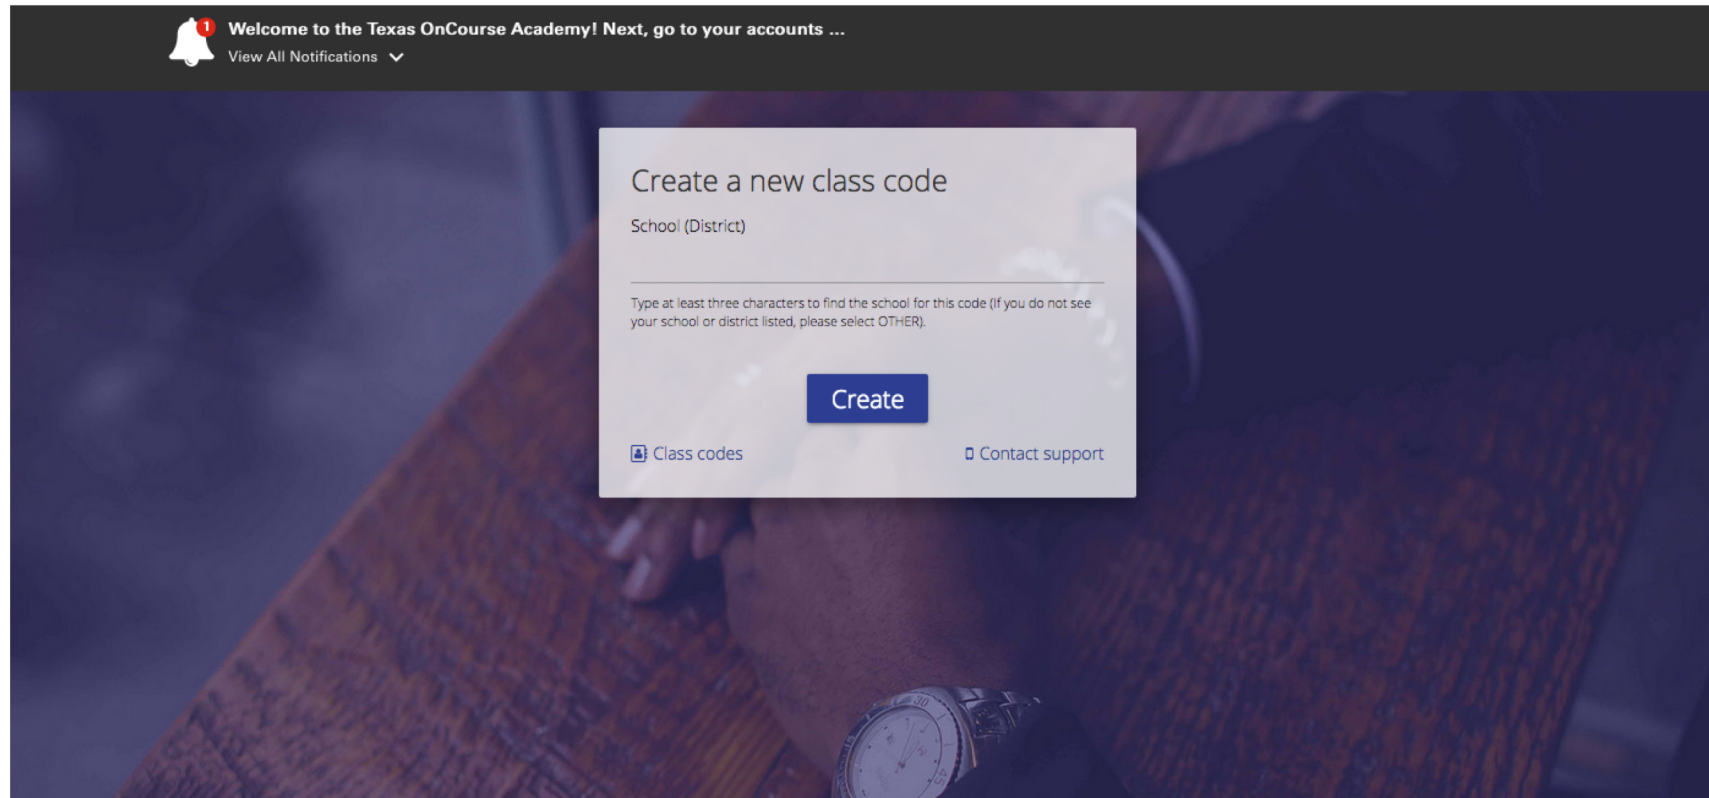 1
Welcome to the Texas OnCourse Academy! Next, go to your accounts ...
View All Notifications
Create a new class code
School (District)
Type at least three characters to find the school for this code (If you do not see
your school or district listed, please select OTHER).
Create
Class codes
Contact support
30
45